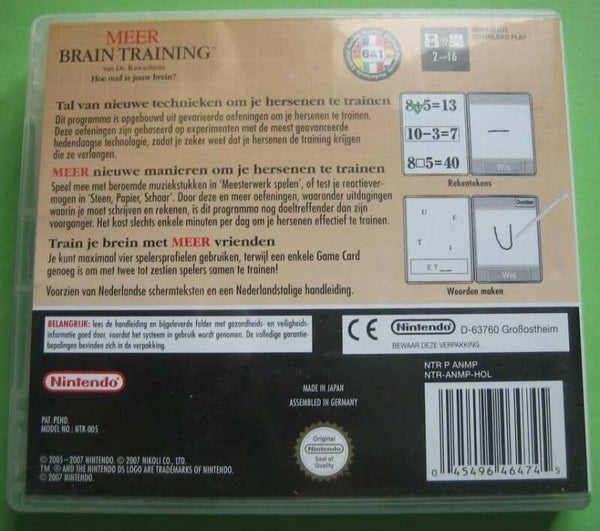 MEER
BRAIN TRAINING™
van Dr. Kawashima
Hoe oud is jouw brein?
6 in 1
DRAADLOZE
DS DOWNLOAD PLAY
2-16
Tal van nieuwe technieken om je hersenen te trainen
Dit programma is opgebouwd uit gevarieerde oefeningen om je hersenen te trainen.
Deze oefeningen zijn gebaseerd op experimenten met de meest geavanceerde
hedendaagse technologie, zodat je zeker weet dat je hersenen de training krijgen
die ze verlangen.
MEER nieuwe manieren om je hersenen te trainen
Speel mee met beroemde muziekstukken in 'Meesterwerk spelen', of test je reactiever-
mogen in 'Steen, Papier, Schaar'. Door deze en meer oefeningen, waaronder uitdagingen
waarin je moet schrijven en rekenen, is dit programma nog doeltreffender dan zijn
voorganger. Het kost slechts enkele minuten per dag om je hersenen effectief te trainen.
Train je brein met MEER vrienden
Je kunt maximaal vier spelersprofielen gebruiken, terwijl een enkele Game Card
genoeg is om met twee tot zestien spelers samen te trainen!
Voorzien van Nederlandse schermteksten en een Nederlandstalige handleiding.
8+5=13
10-3=7
8□5=40
Wis
Rekentekens
U E
T I
ET__
U
Wis
Woorden maken
BELANGRIJK: lees de handleiding en bijgeleverde folder met gezondheids- en veiligheids-
informatie goed door, voordat het systeem in gebruik wordt genomen. De volledige garantie-
bepalingen bevinden zich in de verpakking.
CE
Nintendo® D-63760 Großostheim
BEWAAR DEZE VERPAKKING.
Nintendo®
MADE IN JAPAN
ASSEMBLED IN GERMANY
NTR P ANMP
NTR-ANMP-HOL
PAT. PEND.
MODEL NO.: NTR-005
Original
Nintendo
Seal of
Quality
© 2005-2007 NINTENDO. © 2007 NIKOLI CO., LTD.
TM, ® AND THE NINTENDO DS LOGO ARE TRADEMARKS OF NINTENDO.
© 2007 NINTENDO.
0 45496 46474 5